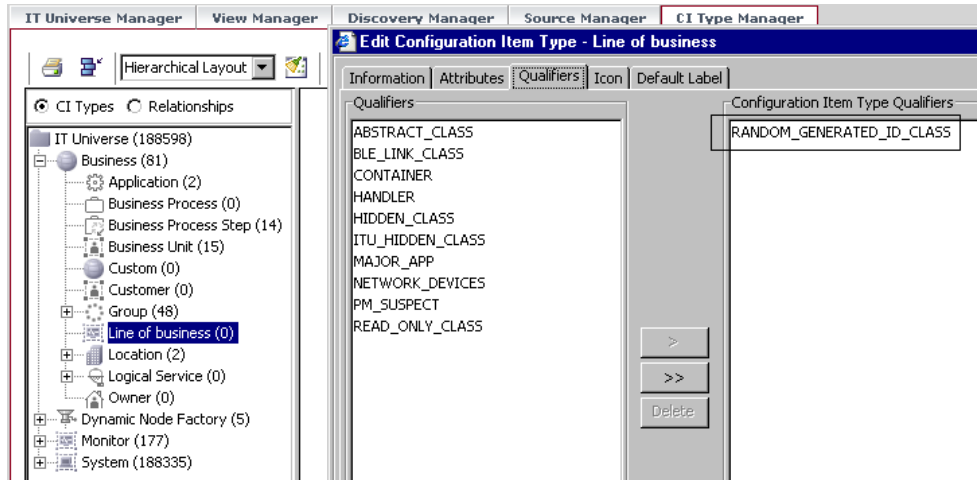 IT Universe Manager
View Manager
Discovery Manager
Source Manager
CI Type Manager
Edit Configuration Item Type - Line of business
Hierarchical Layout
Information
Attributes
Qualifiers
Icon
Default Label
CI Types
Relationships
IT Universe (188598)
Business (81)
Application (2)
Business Process (0)
Business Process Step (14)
Business Unit (15)
Custom (0)
Customer (0)
Group (48)
Line of business (0)
Location (2)
Logical Service (0)
Owner (0)
Dynamic Node Factory (5)
Monitor (177)
System (188335)
Qualifiers
ABSTRACT_CLASS
BLE_LINK_CLASS
CONTAINER
HANDLER
HIDDEN_CLASS
ITU_HIDDEN_CLASS
MAJOR_APP
NETWORK_DEVICES
PM_SUSPECT
READ_ONLY_CLASS
>
>>
Delete
Configuration Item Type Qualifiers
RANDOM_GENERATED_ID_CLASS